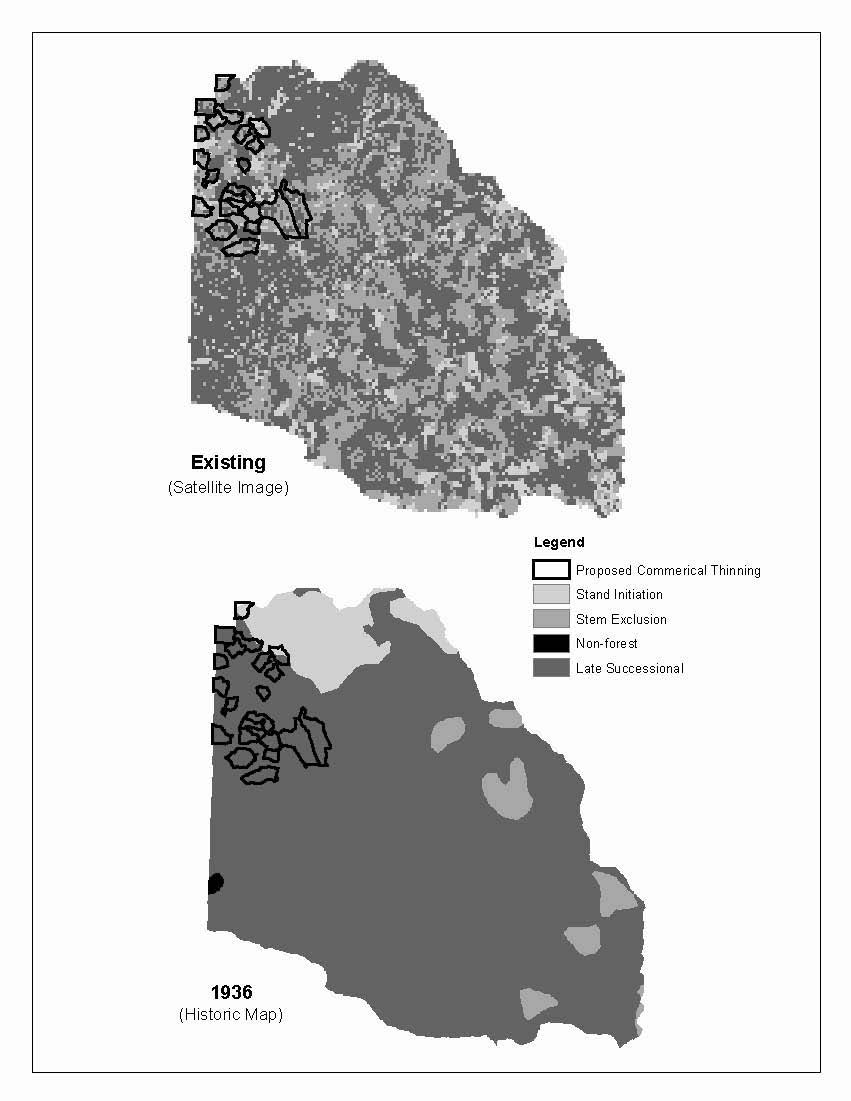 Existing
(Satellite Image)
Legend
Proposed Commerical Thinning
Stand Initiation
Stem Exclusion
Non-forest
Late Successional
1936
(Historic Map)